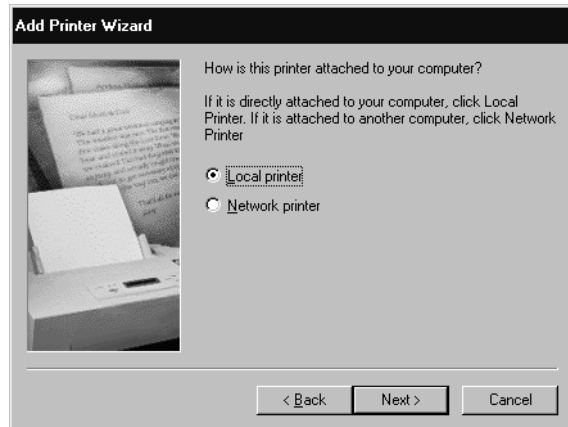 Add Printer Wizard
How is this printer attached to your computer?
If it is directly attached to your computer, click Local
Printer. If it is attached to another computer, click Network
Printer
Local printer
Network printer
< Back
Next >
Cancel